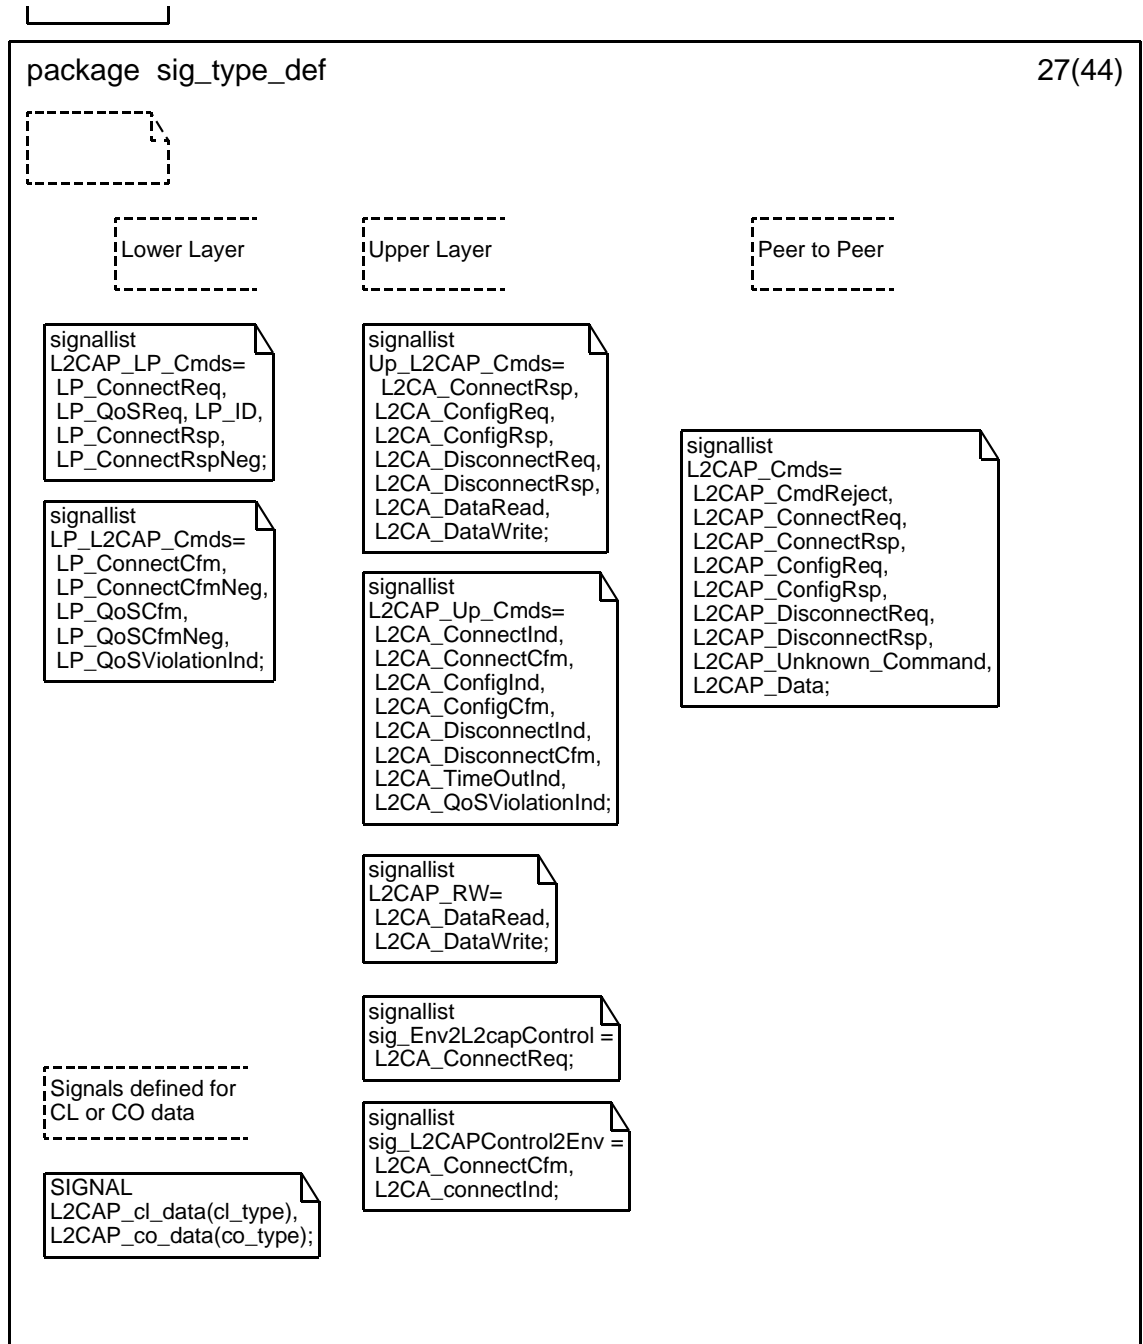 package sig_type_def
27(44)
Lower Layer
signallist
L2CAP_LP_Cmds=
LP_ConnectReq,
LP_QoSReq, LP_ID,
LP_ConnectRsp,
LP_ConnectRspNeg;
signallist
LP_L2CAP_Cmds=
LP_ConnectCfm,
LP_ConnectCfmNeg,
LP_QoSCfm,
LP_QoSCfmNeg,
LP_QoSViolationInd;
Signals defined for
CL or CO data
SIGNAL
L2CAP_cl_data(cl_type),
L2CAP_co_data(co_type);
Upper Layer
signallist
Up_L2CAP_Cmds=
L2CA_ConnectRsp,
L2CA_ConfigReq,
L2CA_ConfigRsp,
L2CA_DisconnectReq,
L2CA_DisconnectRsp,
L2CA_DataRead,
L2CA_DataWrite;
signallist
L2CAP_Up_Cmds=
L2CA_ConnectInd,
L2CA_ConnectCfm,
L2CA_ConfigInd,
L2CA_ConfigCfm,
L2CA_DisconnectInd,
L2CA_DisconnectCfm,
L2CA_TimeOutInd,
L2CA_QoSViolationInd;
signallist
L2CAP_RW=
L2CA_DataRead,
L2CA_DataWrite;
signallist
sig_Env2L2capControl =
L2CA_ConnectReq;
signallist
sig_L2CAPControl2Env =
L2CA_ConnectCfm,
L2CA_connectInd;
Peer to Peer
signallist
L2CAP_Cmds=
L2CAP_CmdReject,
L2CAP_ConnectReq,
L2CAP_ConnectRsp,
L2CAP_ConfigReq,
L2CAP_ConfigRsp,
L2CAP_DisconnectReq,
L2CAP_DisconnectRsp,
L2CAP_Unknown_Command,
L2CAP_Data;